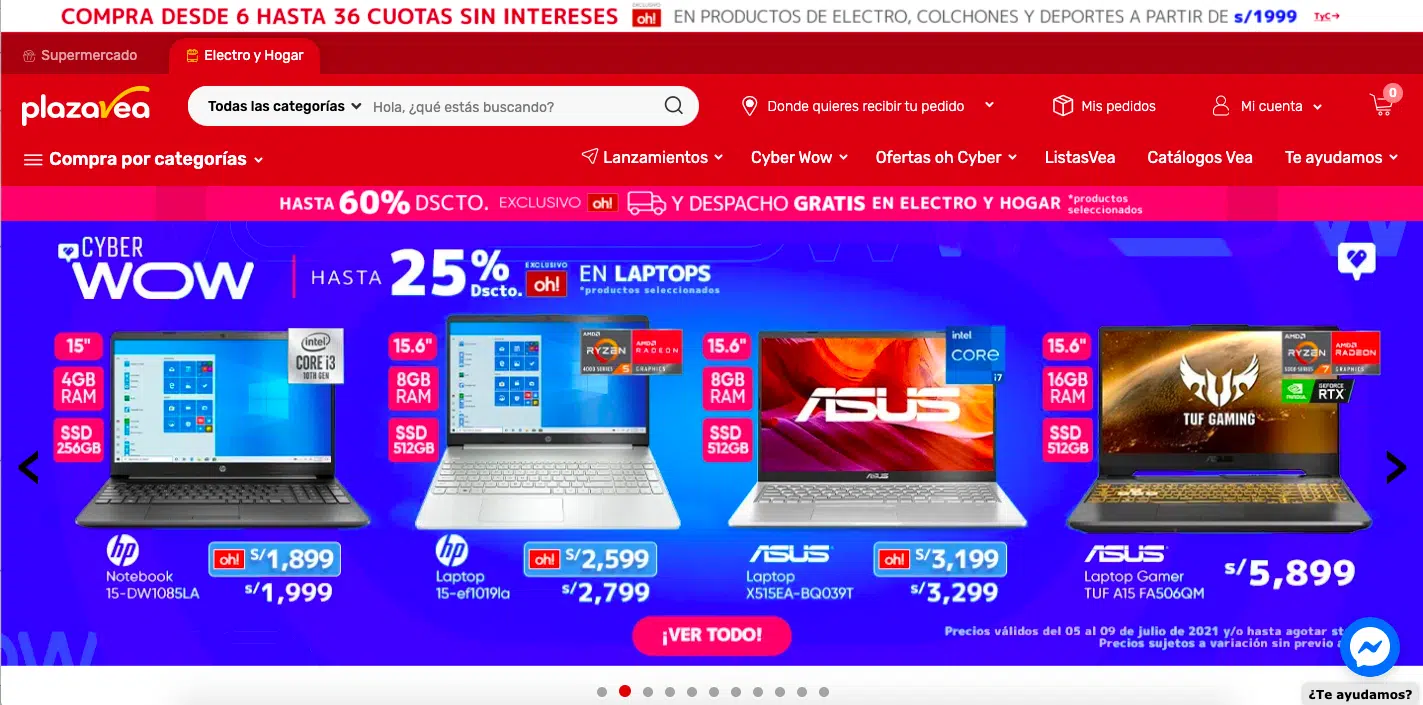 COMPRA DESDE 6 HASTA 36 CUOTAS SIN INTERESES EXCLUSIVO oh! EN PRODUCTOS DE ELECTRO, COLCHONES Y DEPORTES A PARTIR DE s/1999 TyC→
Supermercado Electro y Hogar
plazavea Todas las categorías Hola, ¿qué estás buscando? Donde quieres recibir tu pedido Mis pedidos Mi cuenta 0
Compra por categorías Lanzamientos Cyber Wow Ofertas oh Cyber ListasVea Catálogos Vea Te ayudamos
HASTA 60% DSCTO. EXCLUSIVO oh! Y DESPACHO GRATIS EN ELECTRO Y HOGAR *productos
seleccionados
CYBER
WOW
HASTA 25% Dscto. EXCLUSIVO oh! EN LAPTOPS
*productos seleccionados
15"
4GB
RAM
SSD
256GB
intel
CORE i3
10TH GEN
hp
hp
Notebook
15-DW1085LA
oh! S/1,899
s/1,999
15.6"
8GB
RAM
SSD
512GB
AMD
RYZEN 5
4000 SERIES
AMD
RADEON
GRAPHICS
hp
hp
Laptop
15-ef1019la
oh! S/2,599
s/2,799
15.6"
8GB
RAM
SSD
512GB
intel
CORE
i7
ASUS
ASUS
ASUS
Laptop
X515EA-BQ039T
oh! S/3,199
s/3,299
15.6"
16GB
RAM
SSD
512GB
AMD
RYZEN 7
AMD
RADEON
GRAPHICS
NVIDIA
GEFORCE
RTX
TUF GAMING
ASUS
ASUS
Laptop Gamer
TUF A15 FA506QM
s/5,899
¡VER TODO!
Precios válidos del 05 al 09 de julio de 2021 y/o hasta agotar
Precios sujetos a variación sin previo
WOW
¿Te ayudamos?